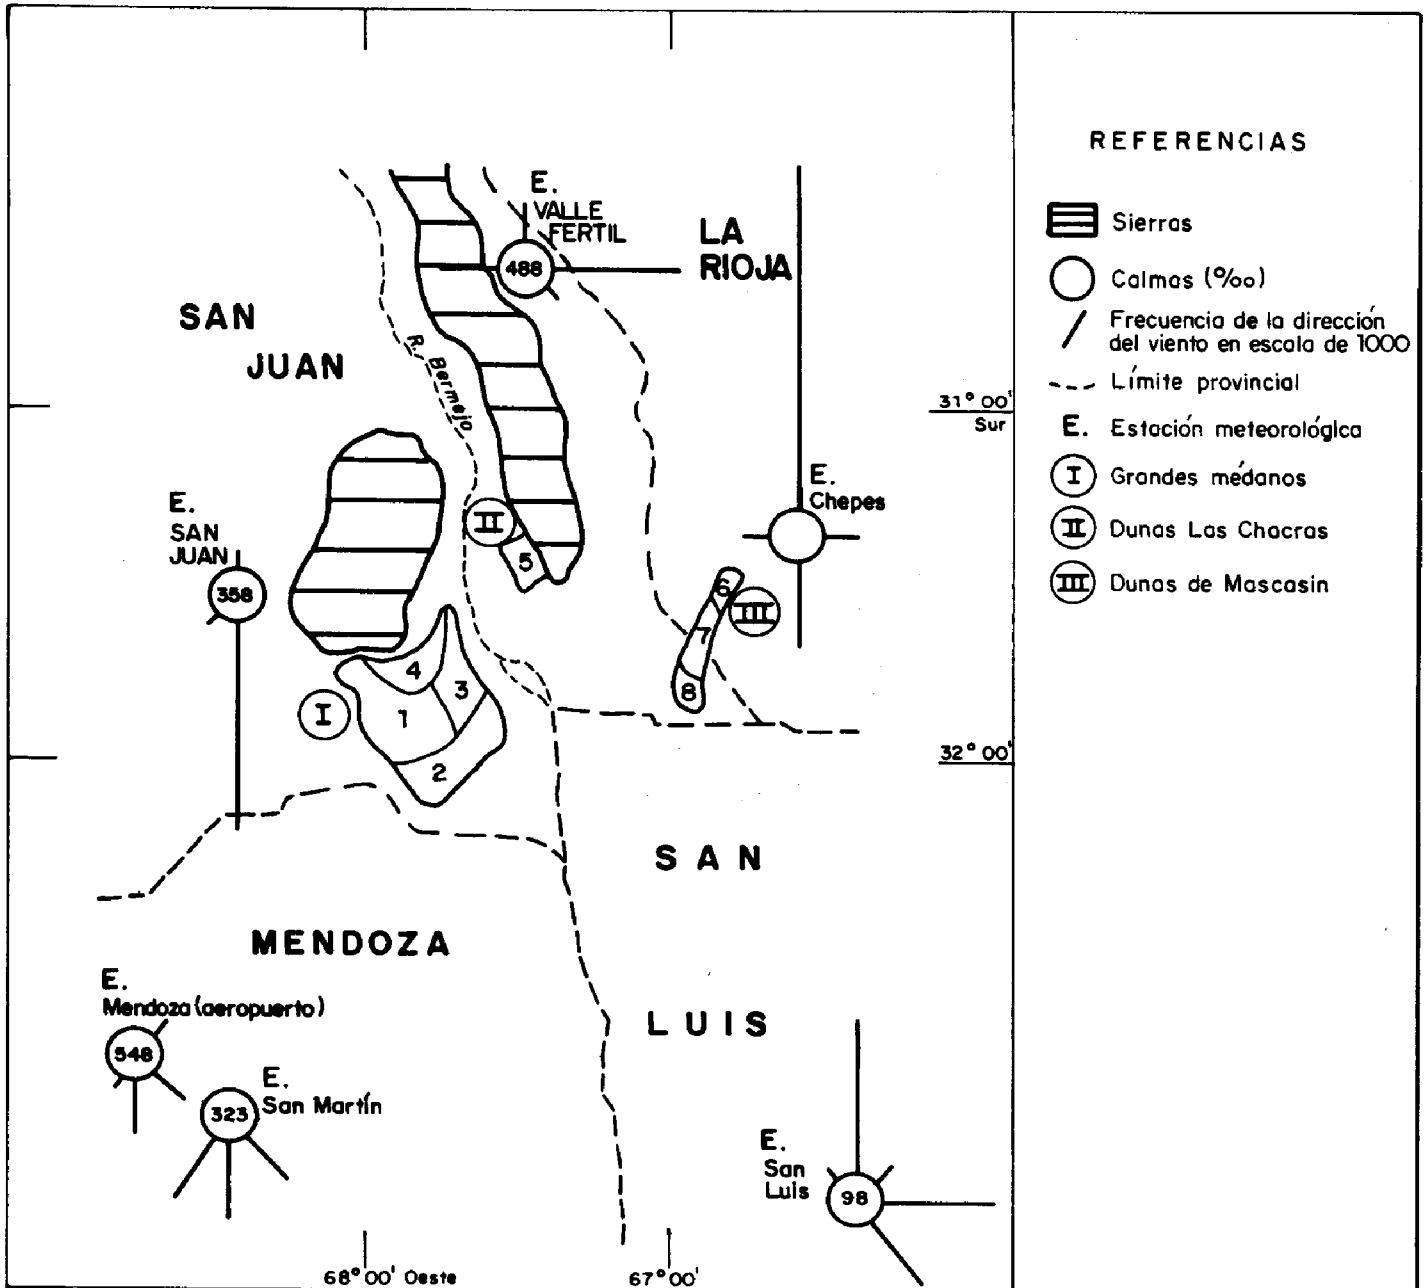 REFERENCIAS
Sierras
Calmas (‰)
Frecuencia de la dirección
del viento en escala de 1000
Límite provincial
E. Estación meteorológica
I Grandes médanos
II Dunas Las Chacras
III Dunas de Mascasin
E.
VALLE
FERTIL
488
LA
RIOJA
SAN
JUAN
R. Bermejo
31° 00'
Sur
E.
Chepes
E.
SAN
JUAN
358
II
5
6
III
7
8
4
3
I
1
2
32° 00'
SAN
LUIS
MENDOZA
E.
Mendoza (aeropuerto)
548
E.
San Martín
323
E.
San
Luis
98
68° 00' Oeste
67° 00'